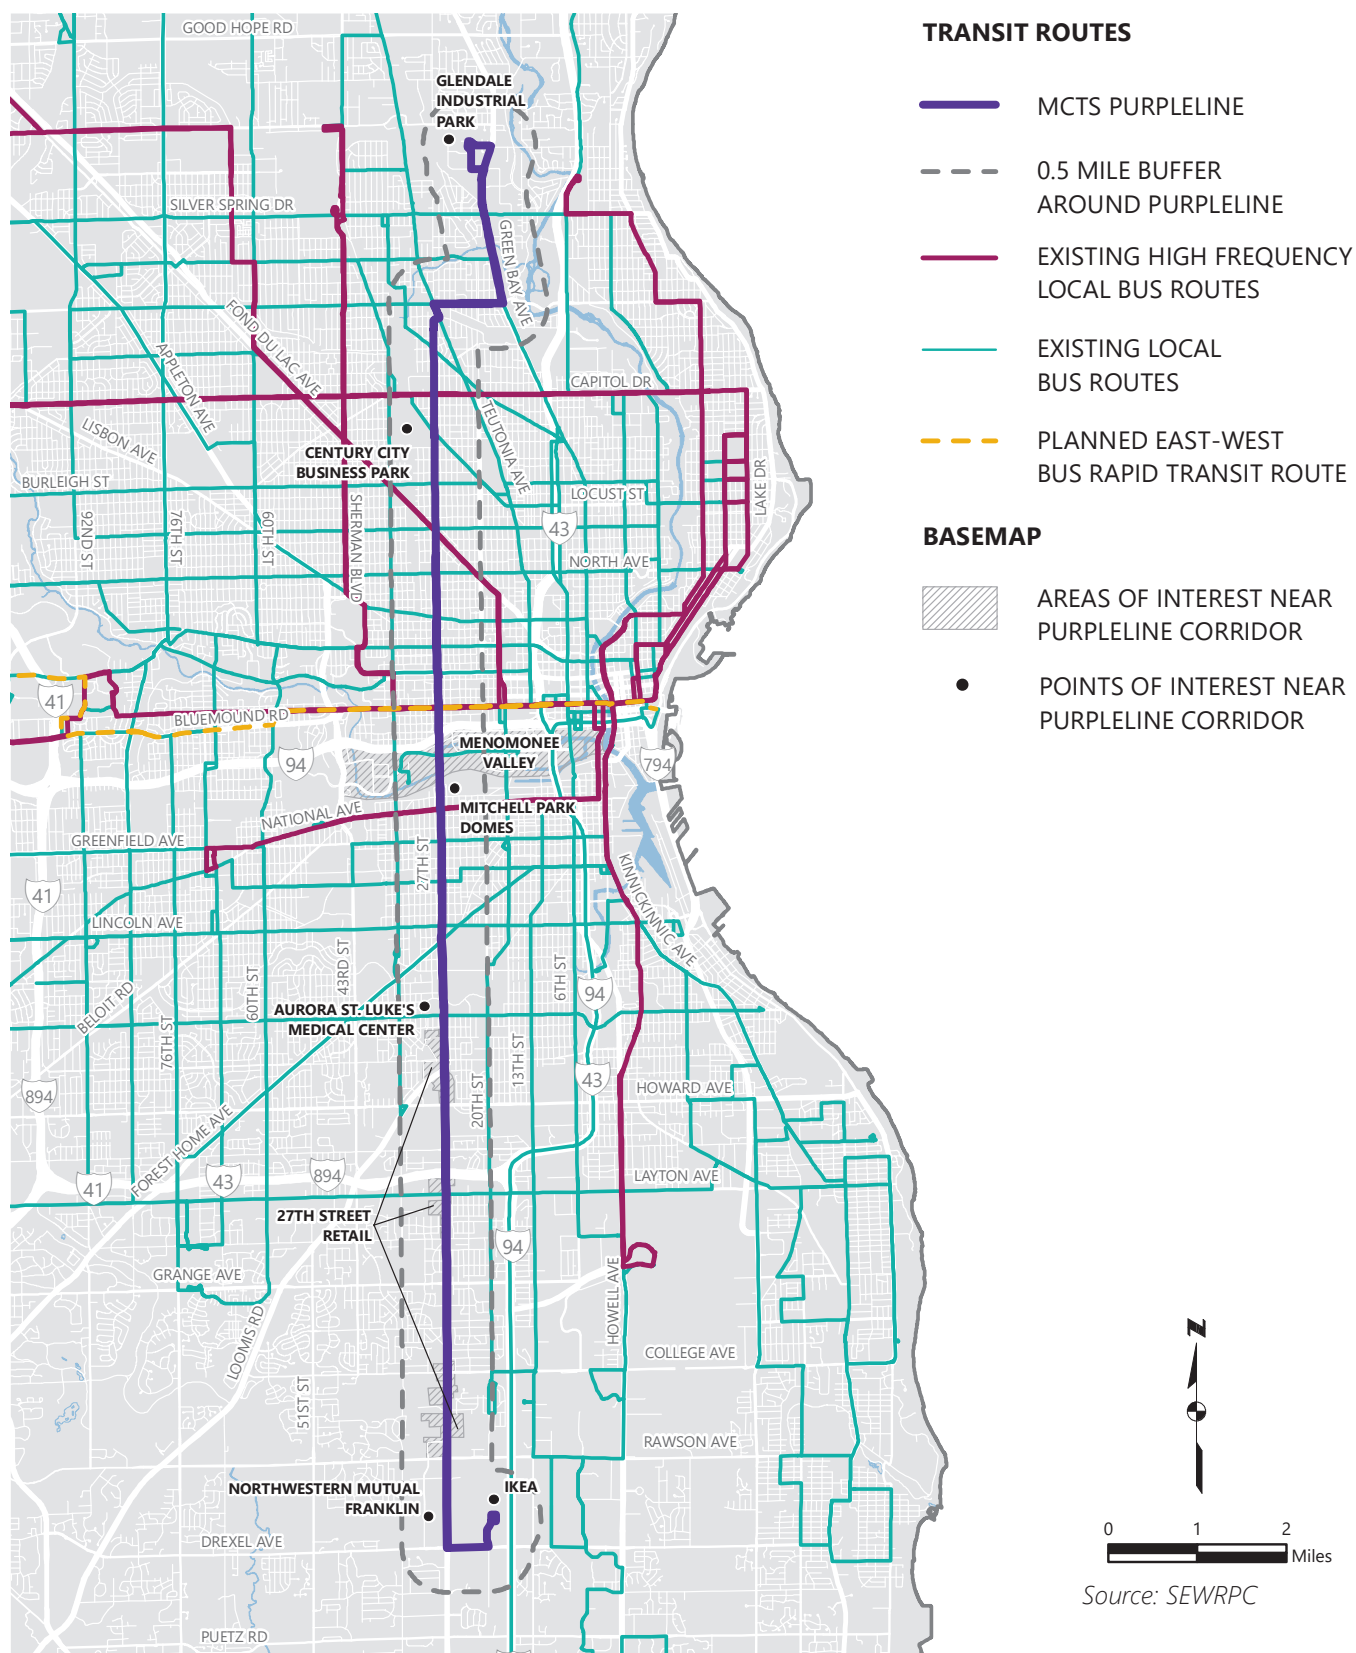 GOOD HOPE RD
GLENDALE
INDUSTRIAL
PARK
SILVER SPRING DR
GREEN BAY AVE
FOND DU LAC AVE
APPLETON AVE
CAPITOL DR
LISBON AVE
TEUTONIA AVE
CENTURY CITY
BUSINESS PARK
BURLEIGH ST
LOCUST ST
LAKE DR
92ND ST
76TH ST
60TH ST
SHERMAN BLVD
43
NORTH AVE
41
BLUEMOUND RD
94
MENOMONEE
VALLEY
794
NATIONAL AVE
MITCHELL PARK
DOMES
GREENFIELD AVE
27TH ST
KINNICKINNIC AVE
41
LINCOLN AVE
43RD ST
60TH ST
6TH ST
94
BELOIT RD
AURORA ST. LUKE'S
MEDICAL CENTER
76TH ST
13TH ST
20TH ST
43
HOWARD AVE
894
FOREST HOME AVE
41
43
894
LAYTON AVE
27TH STREET
RETAIL
94
GRANGE AVE
HOWELL AVE
LOOMIS RD
COLLEGE AVE
51ST ST
RAWSON AVE
NORTHWESTERN MUTUAL
FRANKLIN
IKEA
DREXEL AVE
PUETZ RD
TRANSIT ROUTES
MCTS PURPLELINE
0.5 MILE BUFFER
AROUND PURPLELINE
EXISTING HIGH FREQUENCY
LOCAL BUS ROUTES
EXISTING LOCAL
BUS ROUTES
PLANNED EAST-WEST
BUS RAPID TRANSIT ROUTE
BASEMAP
AREAS OF INTEREST NEAR
PURPLELINE CORRIDOR
POINTS OF INTEREST NEAR
PURPLELINE CORRIDOR
N
0 1 2
Miles
Source: SEWRPC